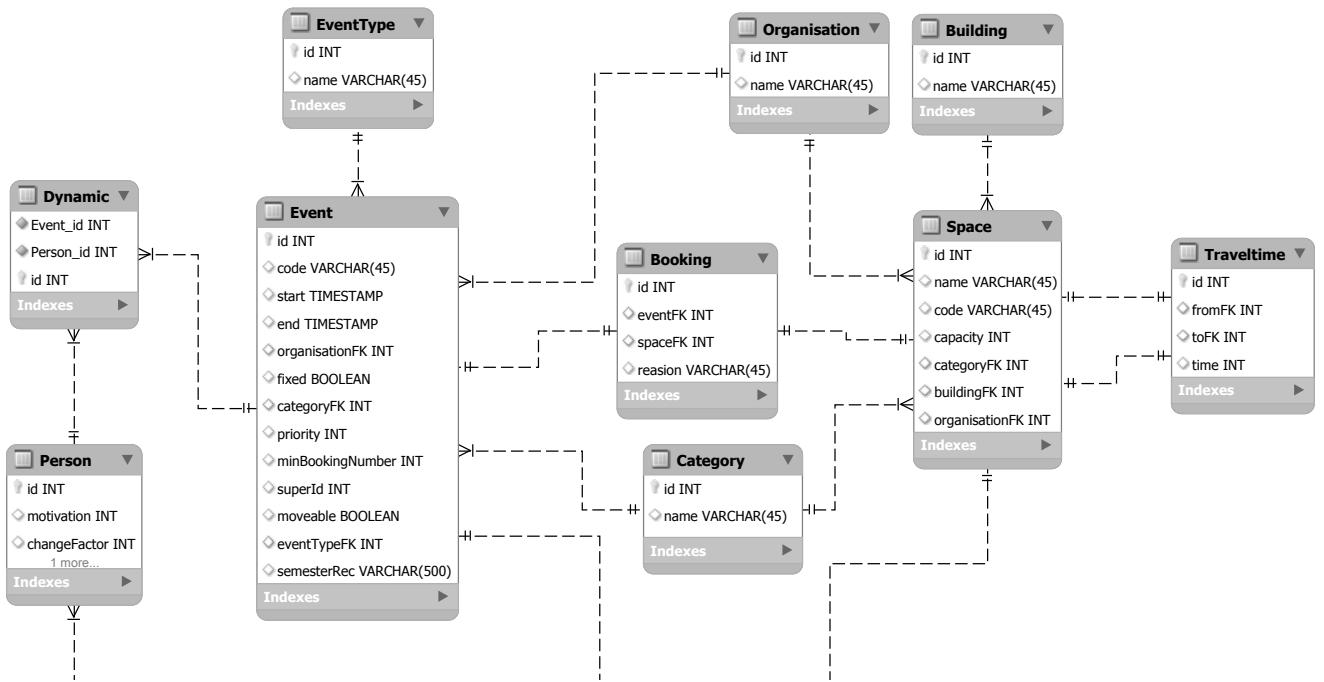 EventType
id INT
name VARCHAR(45)
Indexes
Organisation
id INT
name VARCHAR(45)
Indexes
Building
id INT
name VARCHAR(45)
Indexes
Dynamic
Event_id INT
Person_id INT
id INT
Indexes
Event
id INT
code VARCHAR(45)
start TIMESTAMP
end TIMESTAMP
organisationFK INT
fixed BOOLEAN
categoryFK INT
priority INT
minBookingNumber INT
superId INT
moveable BOOLEAN
eventTypeFK INT
semesterRec VARCHAR(500)
Indexes
Booking
id INT
eventFK INT
spaceFK INT
reasion VARCHAR(45)
Indexes
Space
id INT
name VARCHAR(45)
code VARCHAR(45)
capacity INT
categoryFK INT
buildingFK INT
organisationFK INT
Indexes
Traveltime
id INT
fromFK INT
toFK INT
time INT
Indexes
Person
id INT
motivation INT
changeFactor INT
1 more...
Indexes
Category
id INT
name VARCHAR(45)
Indexes